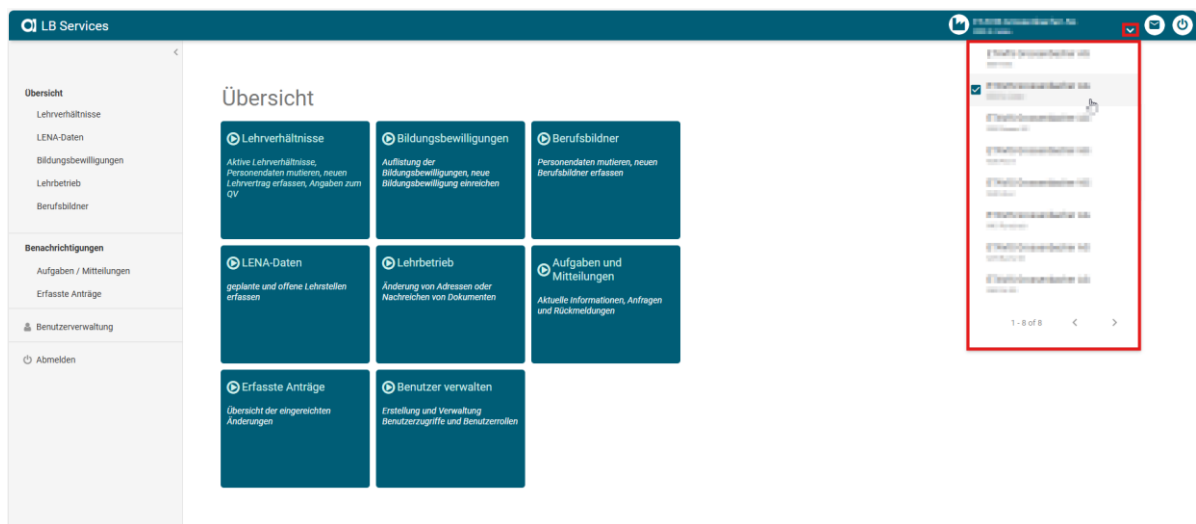 LB Services
Übersicht
Lehrverhältnisse
LENA-Daten
Bildungsbewilligungen
Lehrbetrieb
Berufsbildner
Benachrichtigungen
Aufgaben / Mitteilungen
Erfasste Anträge
Benutzerverwaltung
Abmelden
Übersicht
Lehrverhältnisse
Aktive Lehrverhältnisse,
Personendaten mutieren, neuen
Lehrvertrag erfassen, Angaben zum
QV
Bildungsbewilligungen
Auflistung der
Bildungsbewilligungen, neue
Bildungsbewilligung einreichen
Berufsbildner
Personendaten mutieren, neuen
Berufsbildner erfassen
LENA-Daten
geplante und offene Lehrstellen
erfassen
Lehrbetrieb
Änderung von Adressen oder
Nachreichen von Dokumenten
Aufgaben und
Mitteilungen
Aktuelle Informationen, Anfragen
und Rückmeldungen
Erfasste Anträge
Übersicht der eingereichten
Änderungen
Benutzer verwalten
Erstellung und Verwaltung
Benutzerzugriffe und Benutzerrollen
1 - 8 of 8